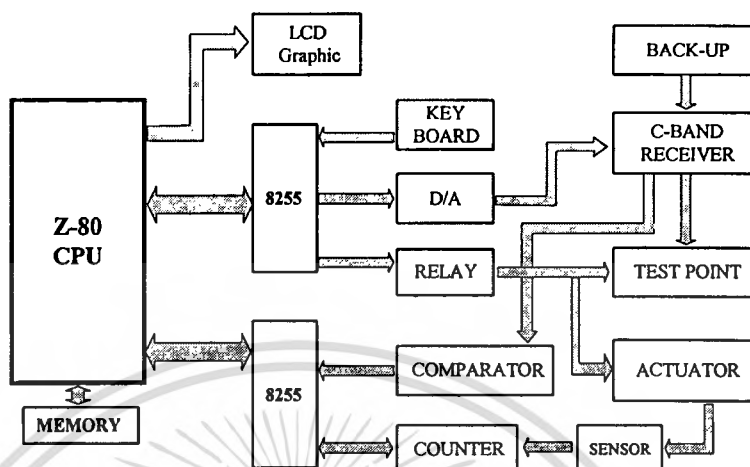 LCD
Graphic
BACK-UP
KEY
BOARD
C-BAND
RECEIVER
Z-80
CPU
8255
D/A
RELAY
TEST POINT
8255
COMPARATOR
ACTUATOR
MEMORY
COUNTER
SENSOR